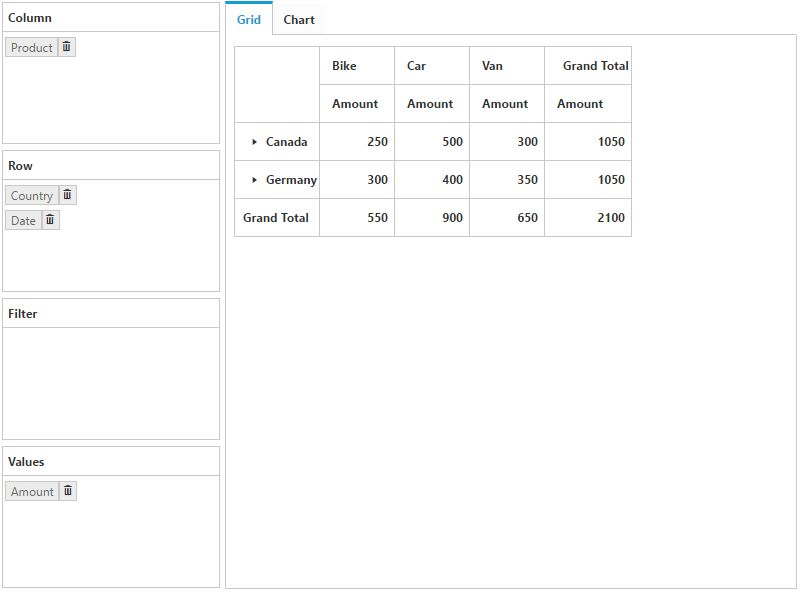 Column
Product
Row
Country
Date
Filter
Values
Amount
Grid Chart
Bike Car Van Grand Total
Amount Amount Amount Amount
Canada 250 500 300 1050
Germany 300 400 350 1050
Grand Total 550 900 650 2100